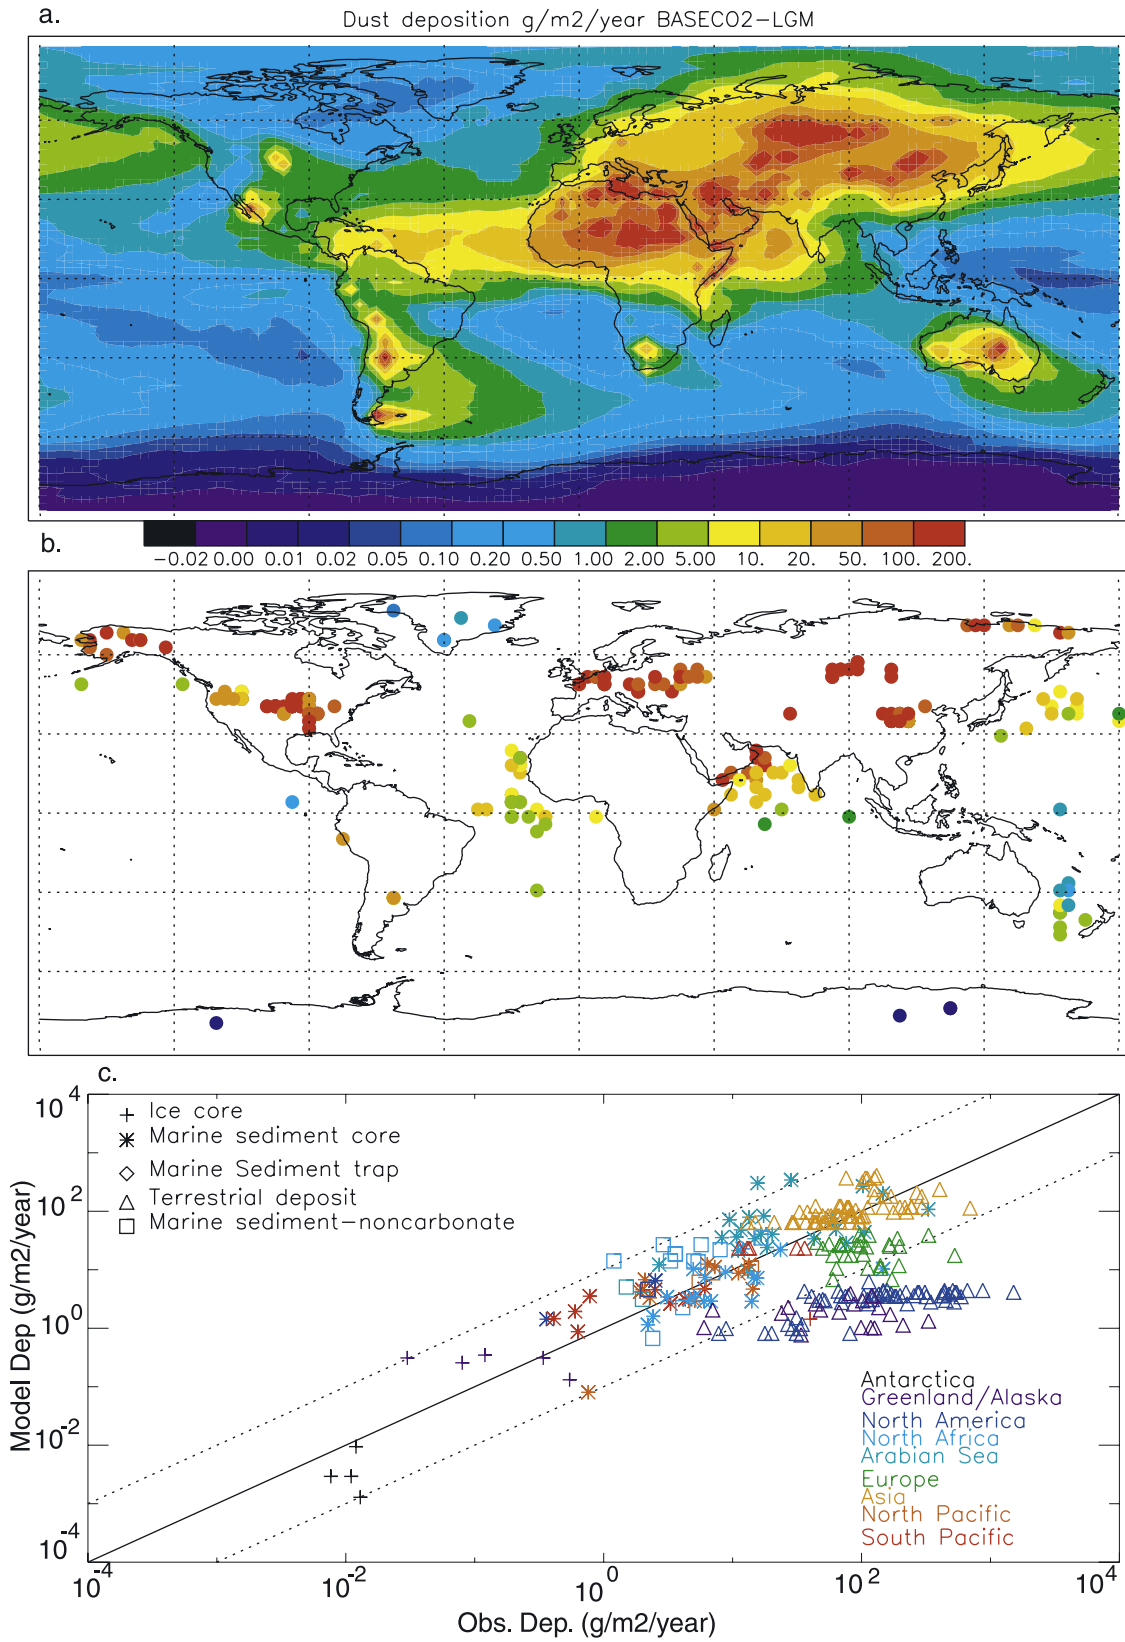 a.
Dust deposition g/m2/year BASECO2-LGM
-0.02 0.00 0.01 0.02 0.05 0.10 0.20 0.50 1.00 2.00 5.00 10. 20. 50. 100. 200.
b.
c.
10^4
10^2
10^0
10^-2
10^-4
Model Dep (g/m2/year)
Ice core
Marine sediment core
Marine Sediment trap
Terrestrial deposit
Marine sediment-noncarbonate
Antarctica
Greenland/Alaska
North America
North Africa
Arabian Sea
Europe
Asia
North Pacific
South Pacific
10^-4 10^-2 10^0 10^2 10^4
Obs. Dep. (g/m2/year)